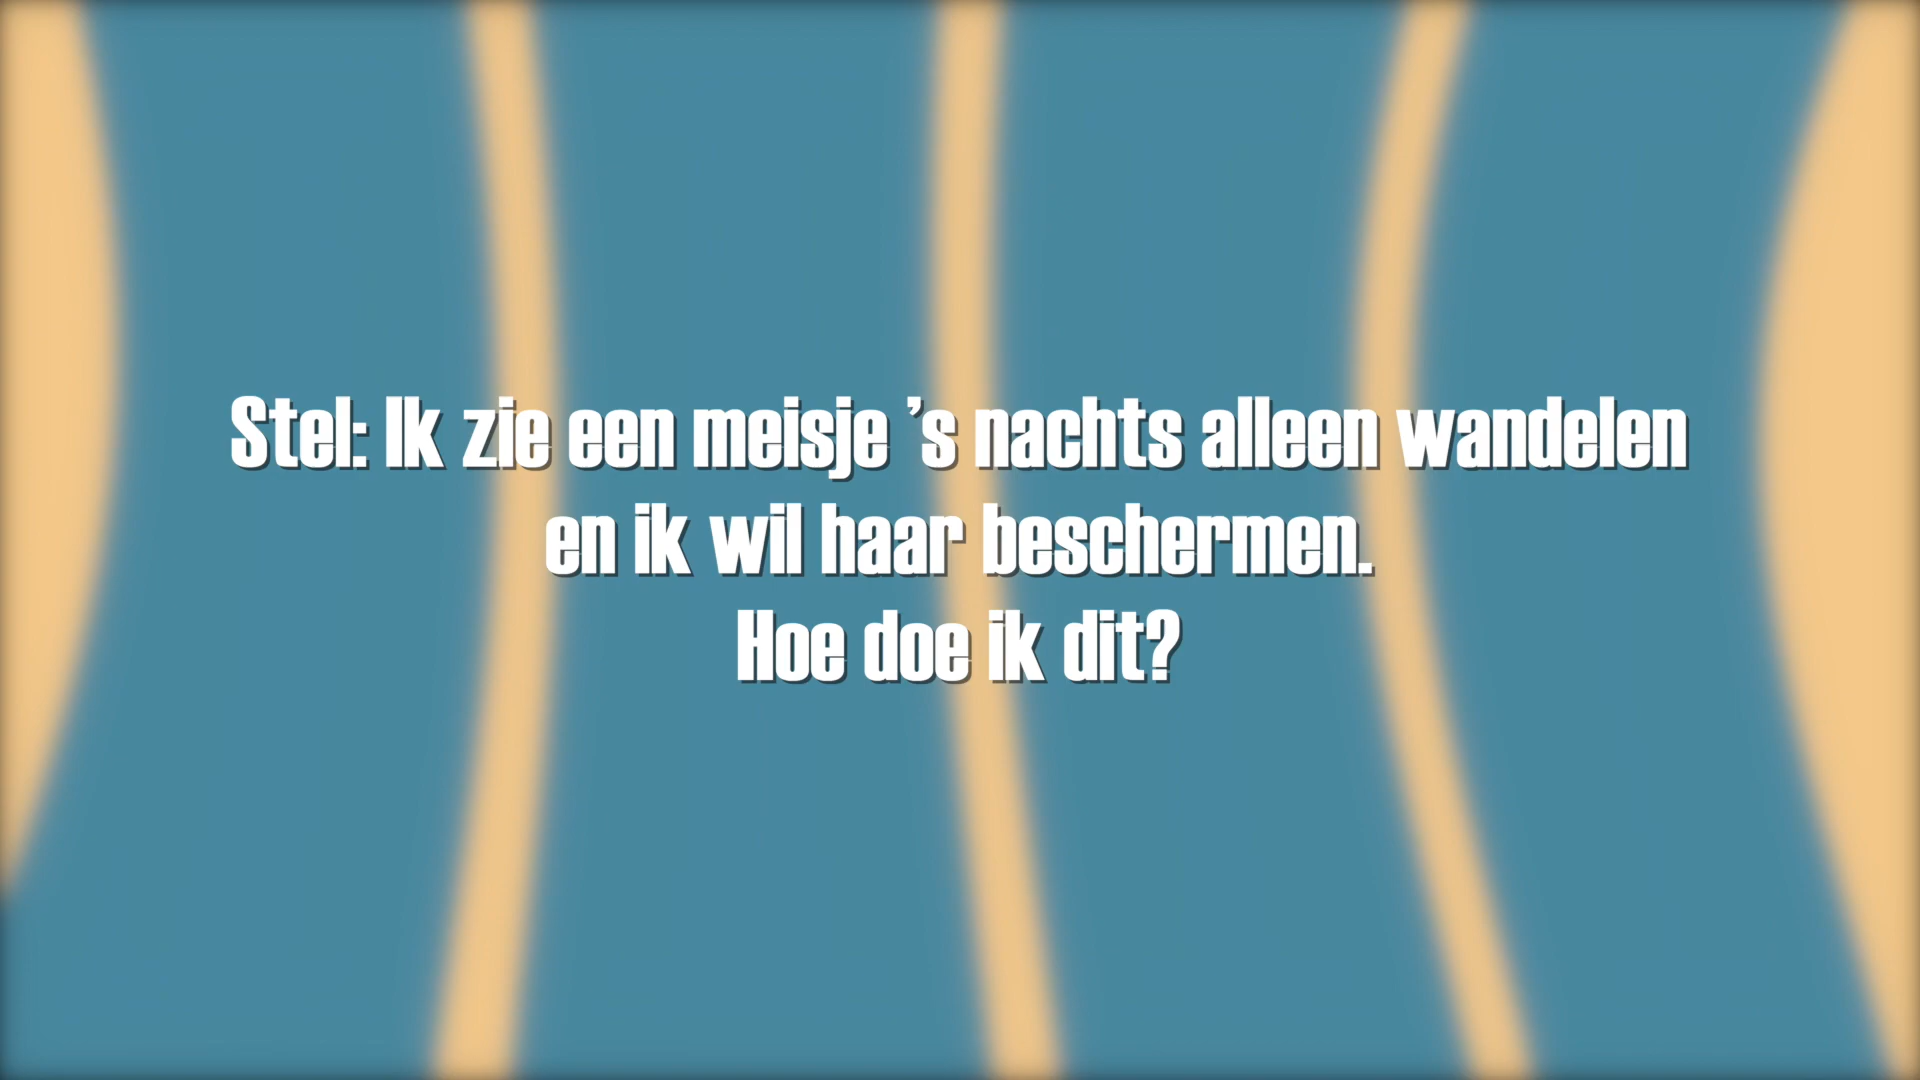 Stel: Ik zie een meisje ’s nachts alleen wandelen
en ik wil haar beschermen.
Hoe doe ik dit?